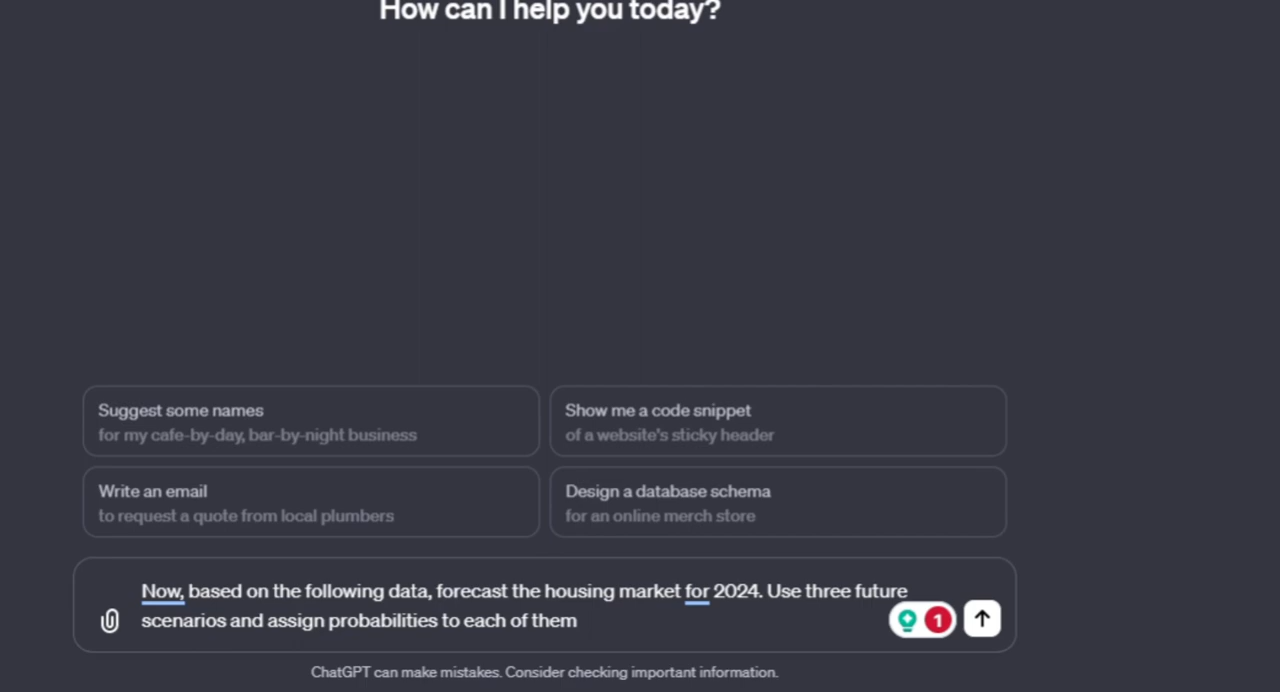 How can I help you today?
Suggest some names
for my cafe-by-day, bar-by-night business
Show me a code snippet
of a website's sticky header
Write an email
to request a quote from local plumbers
Design a database schema
for an online merch store
Now, based on the following data, forecast the housing market for 2024. Use three future
scenarios and assign probabilities to each of them
1
ChatGPT can make mistakes. Consider checking important information.